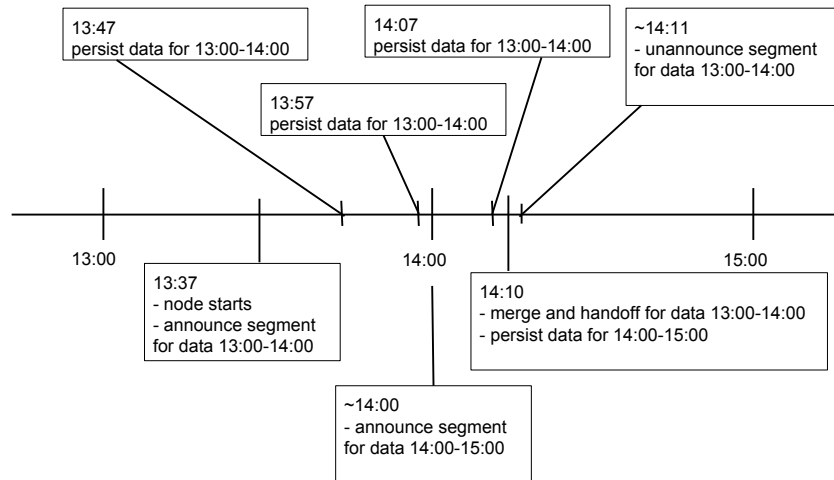 13:47
persist data for 13:00-14:00
14:07
persist data for 13:00-14:00
~14:11
- unannounce segment
for data 13:00-14:00
13:57
persist data for 13:00-14:00
13:00
14:00
15:00
13:37
- node starts
- announce segment
for data 13:00-14:00
14:10
- merge and handoff for data 13:00-14:00
- persist data for 14:00-15:00
~14:00
- announce segment
for data 14:00-15:00